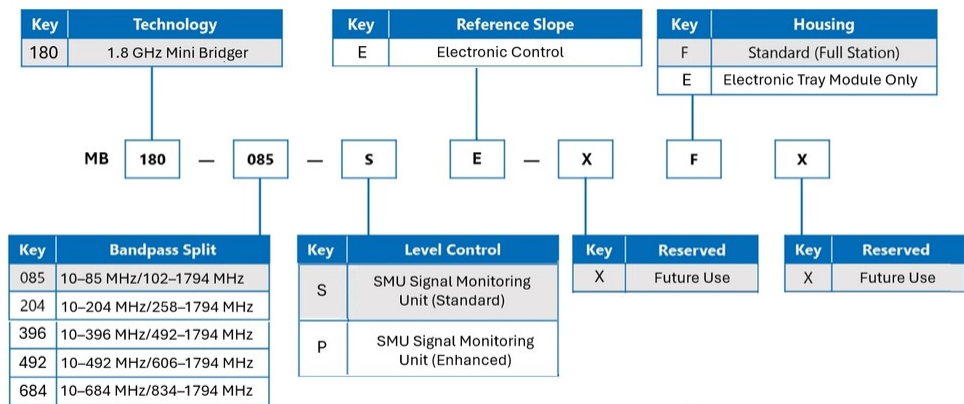 Key Technology
180 1.8 GHz Mini Bridger
Key Reference Slope
E Electronic Control
Key Housing
F Standard (Full Station)
E Electronic Tray Module Only
MB 180 — 085 — S E — X F X
Key Bandpass Split
085 10–85 MHz/102–1794 MHz
204 10–204 MHz/258–1794 MHz
396 10–396 MHz/492–1794 MHz
492 10–492 MHz/606–1794 MHz
684 10–684 MHz/834–1794 MHz
Key Level Control
S SMU Signal Monitoring
Unit (Standard)
P SMU Signal Monitoring
Unit (Enhanced)
Key Reserved
X Future Use
Key Reserved
X Future Use